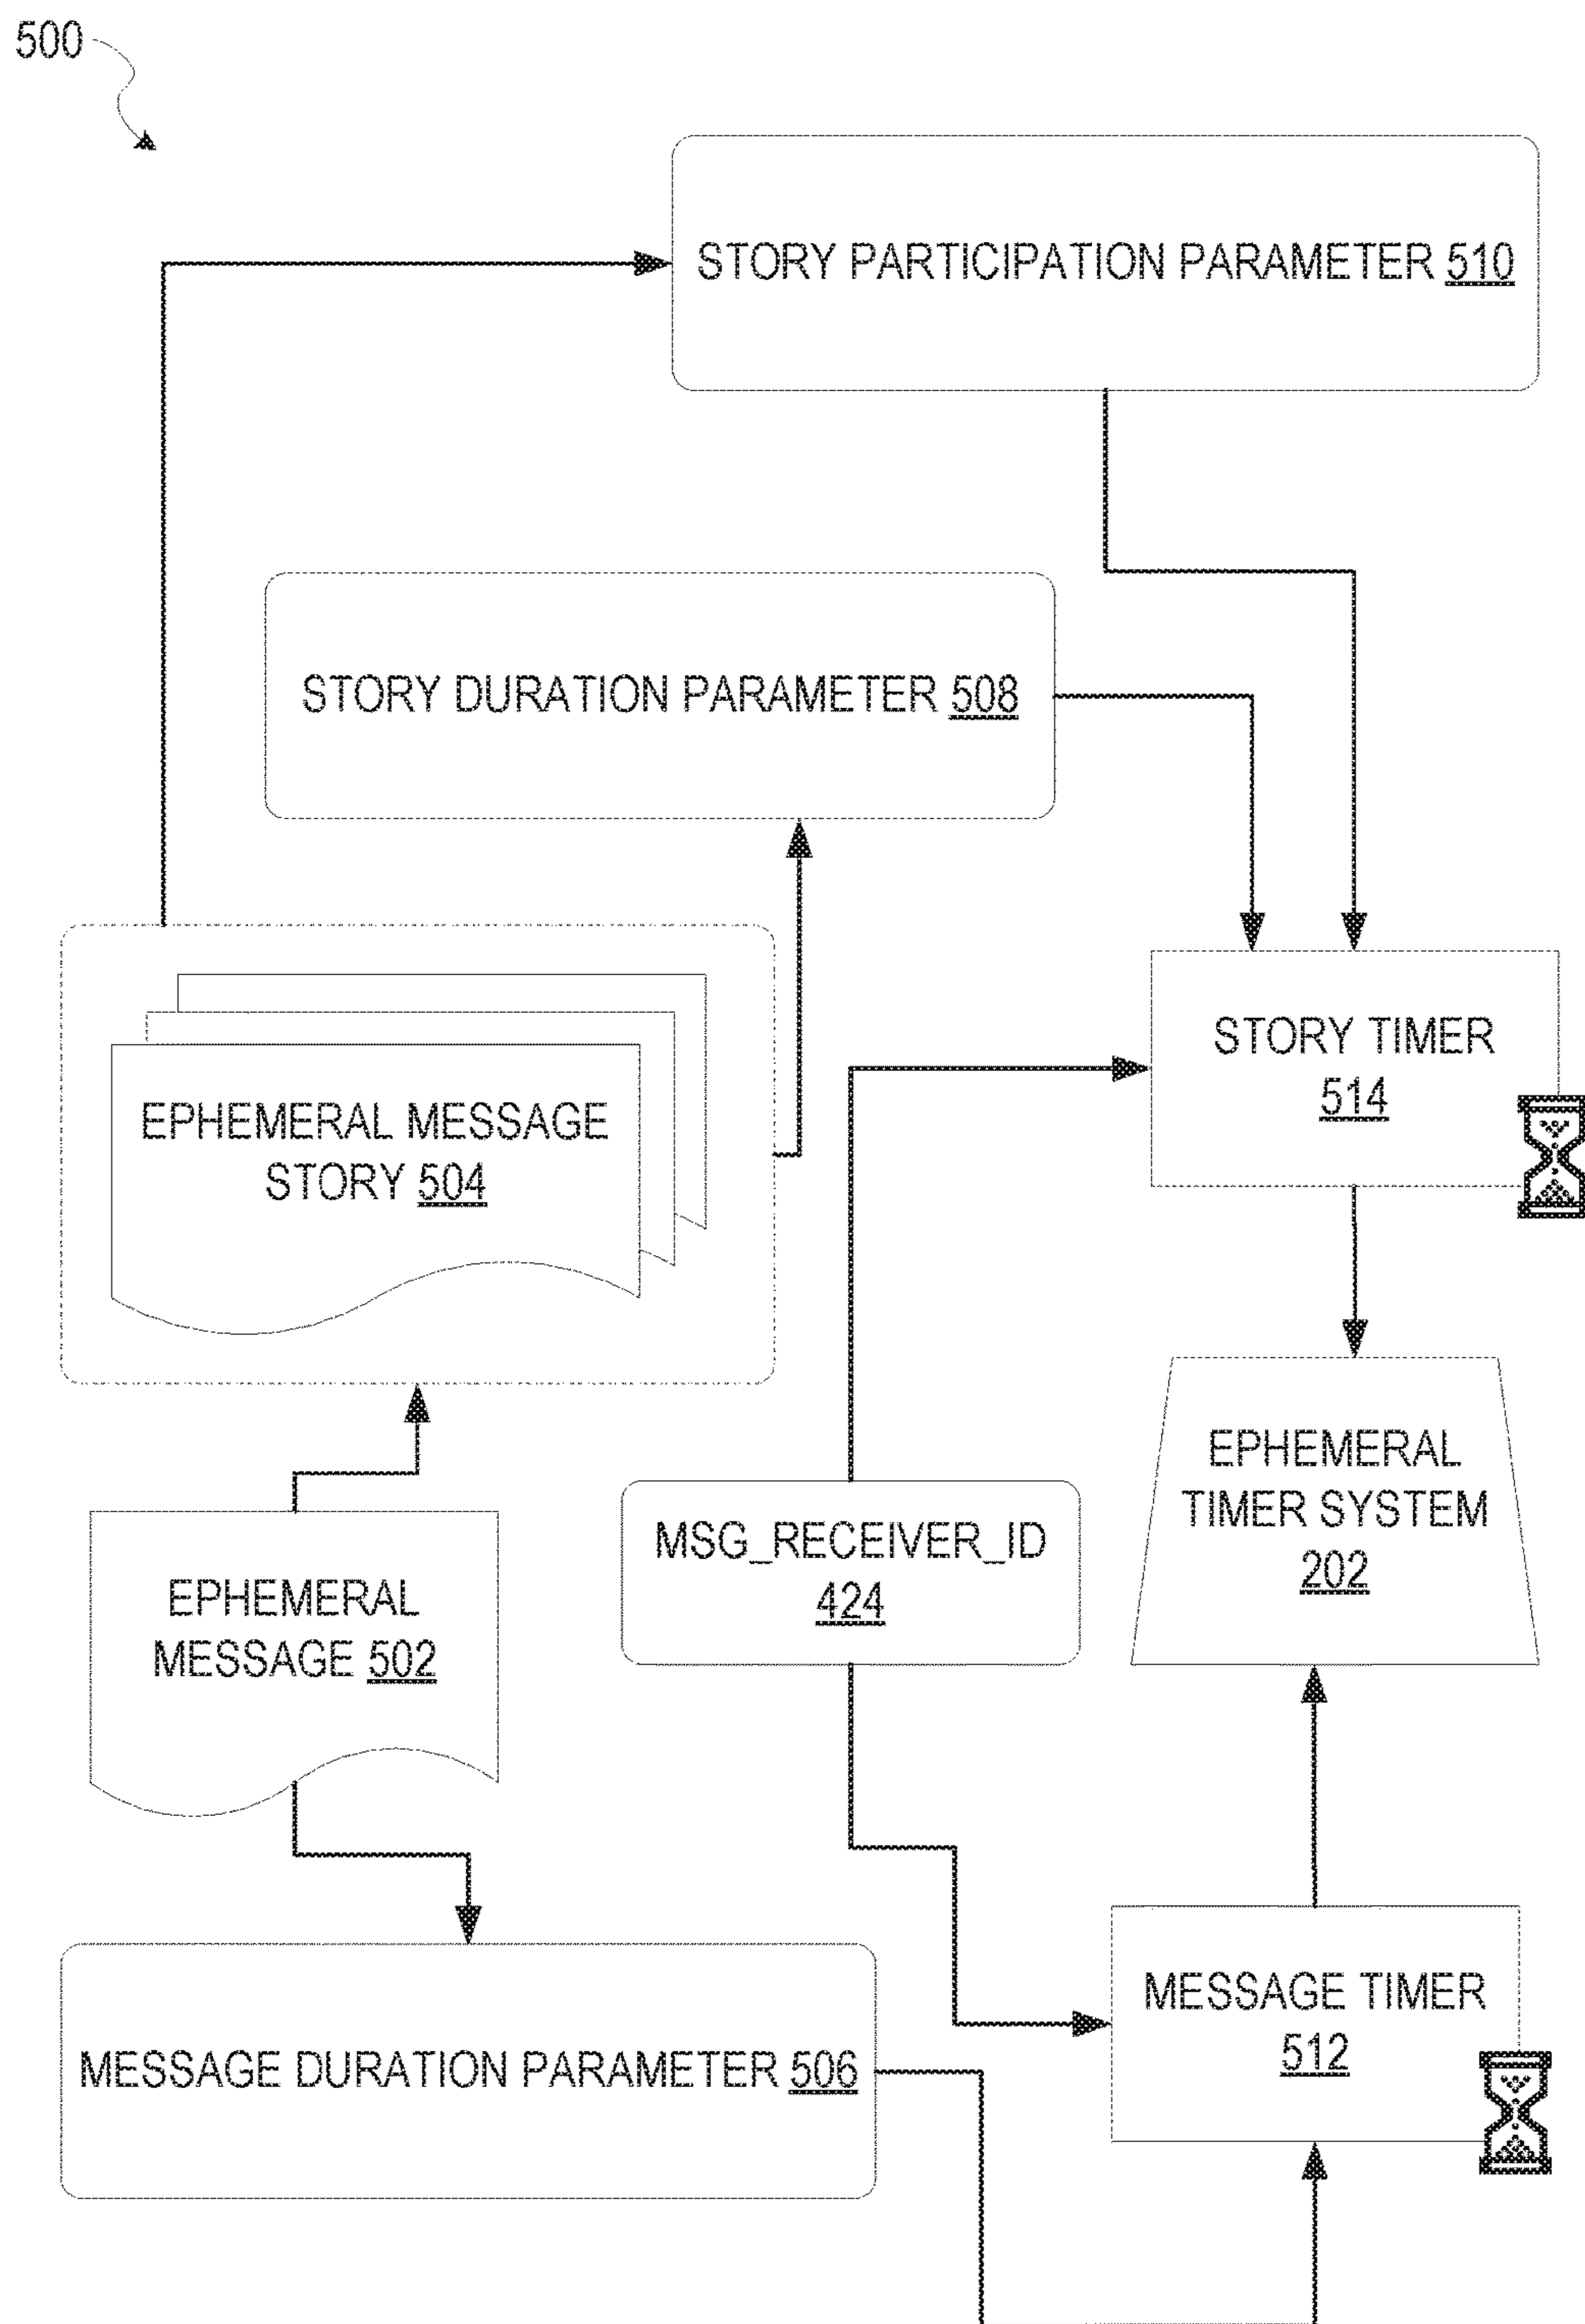 500
STORY PARTICIPATION PARAMETER 510
STORY DURATION PARAMETER 508
STORY TIMER
514
EPHEMERAL MESSAGE
STORY 504
EPHEMERAL
TIMER SYSTEM
202
MSG_RECEIVER_ID
424
EPHEMERAL
MESSAGE 502
MESSAGE TIMER
512
MESSAGE DURATION PARAMETER 506